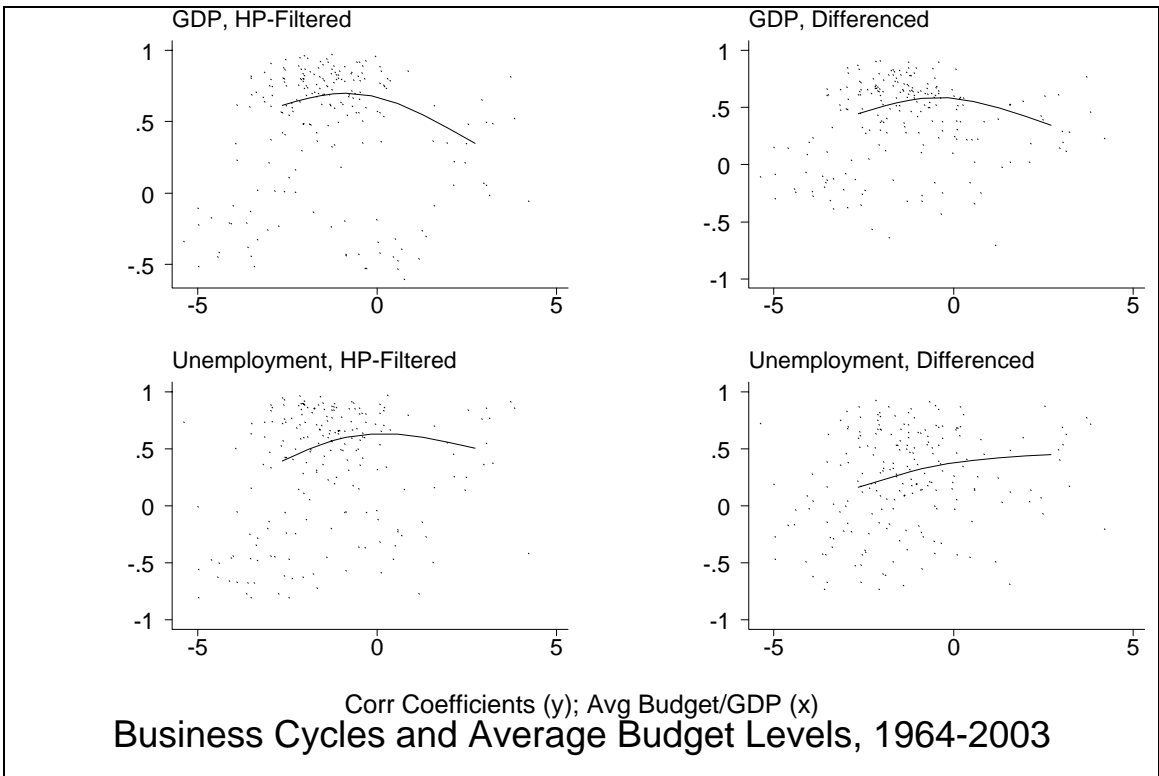 GDP, HP-Filtered
1
.5
0
-.5
-5 0 5
GDP, Differenced
1
.5
0
-.5
-1
-5 0 5
Unemployment, HP-Filtered
1
.5
0
-.5
-1
-5 0 5
Unemployment, Differenced
1
.5
0
-.5
-1
-5 0 5
Corr Coefficients (y); Avg Budget/GDP (x)
Business Cycles and Average Budget Levels, 1964-2003